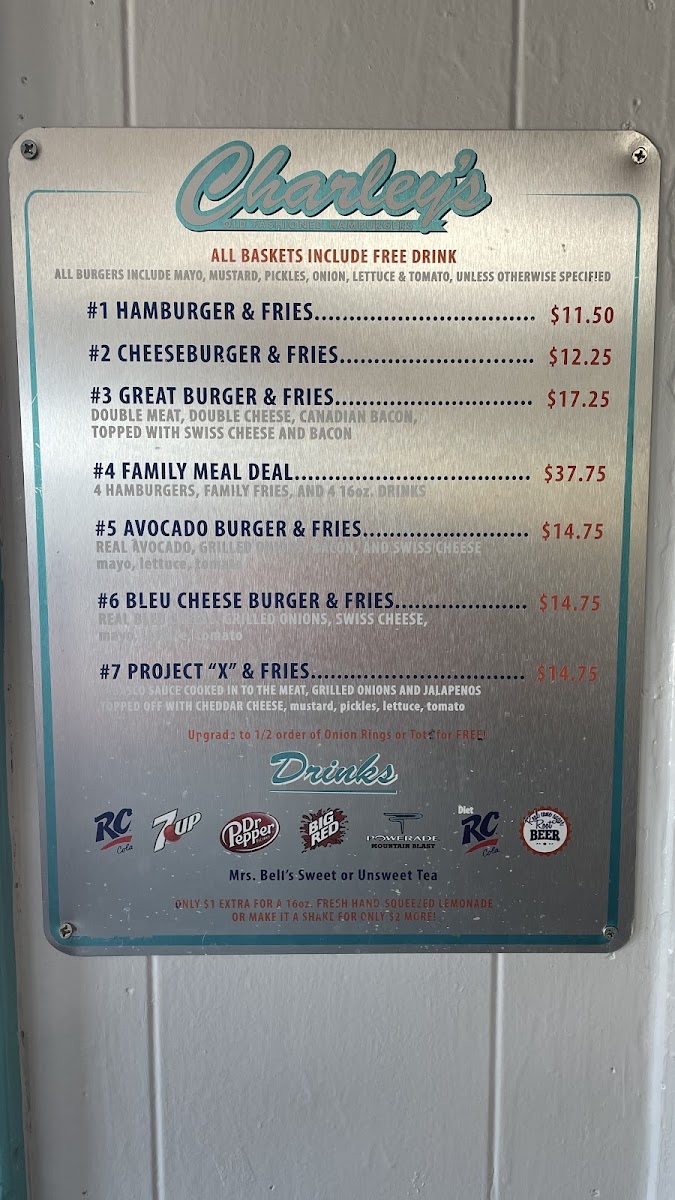 Charley's
OLD FASHIONED HAMBURGERS
ALL BASKETS INCLUDE FREE DRINK
ALL BURGERS INCLUDE MAYO, MUSTARD, PICKLES, ONION, LETTUCE & TOMATO, UNLESS OTHERWISE SPECIFIED
#1 HAMBURGER & FRIES................................ $11.50
#2 CHEESEBURGER & FRIES............................ $12.25
#3 GREAT BURGER & FRIES............................. $17.25
DOUBLE MEAT, DOUBLE CHEESE, CANADIAN BACON,
TOPPED WITH SWISS CHEESE AND BACON
#4 FAMILY MEAL DEAL.................................. $37.75
4 HAMBURGERS, FAMILY FRIES, AND 4 16oz. DRINKS
#5 AVOCADO BURGER & FRIES........................ $14.75
REAL AVOCADO, GRILLED BACON, AND SWISS CHEESE
mayo, lettuce, tomato
#6 BLEU CHEESE BURGER & FRIES................... $14.75
REAL GRILLED ONIONS, SWISS CHEESE,
mayo, tomato
#7 PROJECT “X” & FRIES............................... $14.75
SAUCE COOKED IN TO THE MEAT, GRILLED ONIONS AND JALAPENOS
TOPPED OFF WITH CHEDDAR CHEESE, mustard, pickles, lettuce, tomato
Upgrade to 1/2 order of Onion Rings or Tots for FREE!
Drinks
RC Cola
7UP
Dr Pepper
BIG RED
POWERADE MOUNTAIN BLAST
Diet RC Cola
Root BEER
Mrs. Bell's Sweet or Unsweet Tea
ONLY $1 EXTRA FOR A 16oz. FRESH HAND SQUEEZED LEMONADE
OR MAKE IT A SHAKE FOR ONLY $2 MORE!